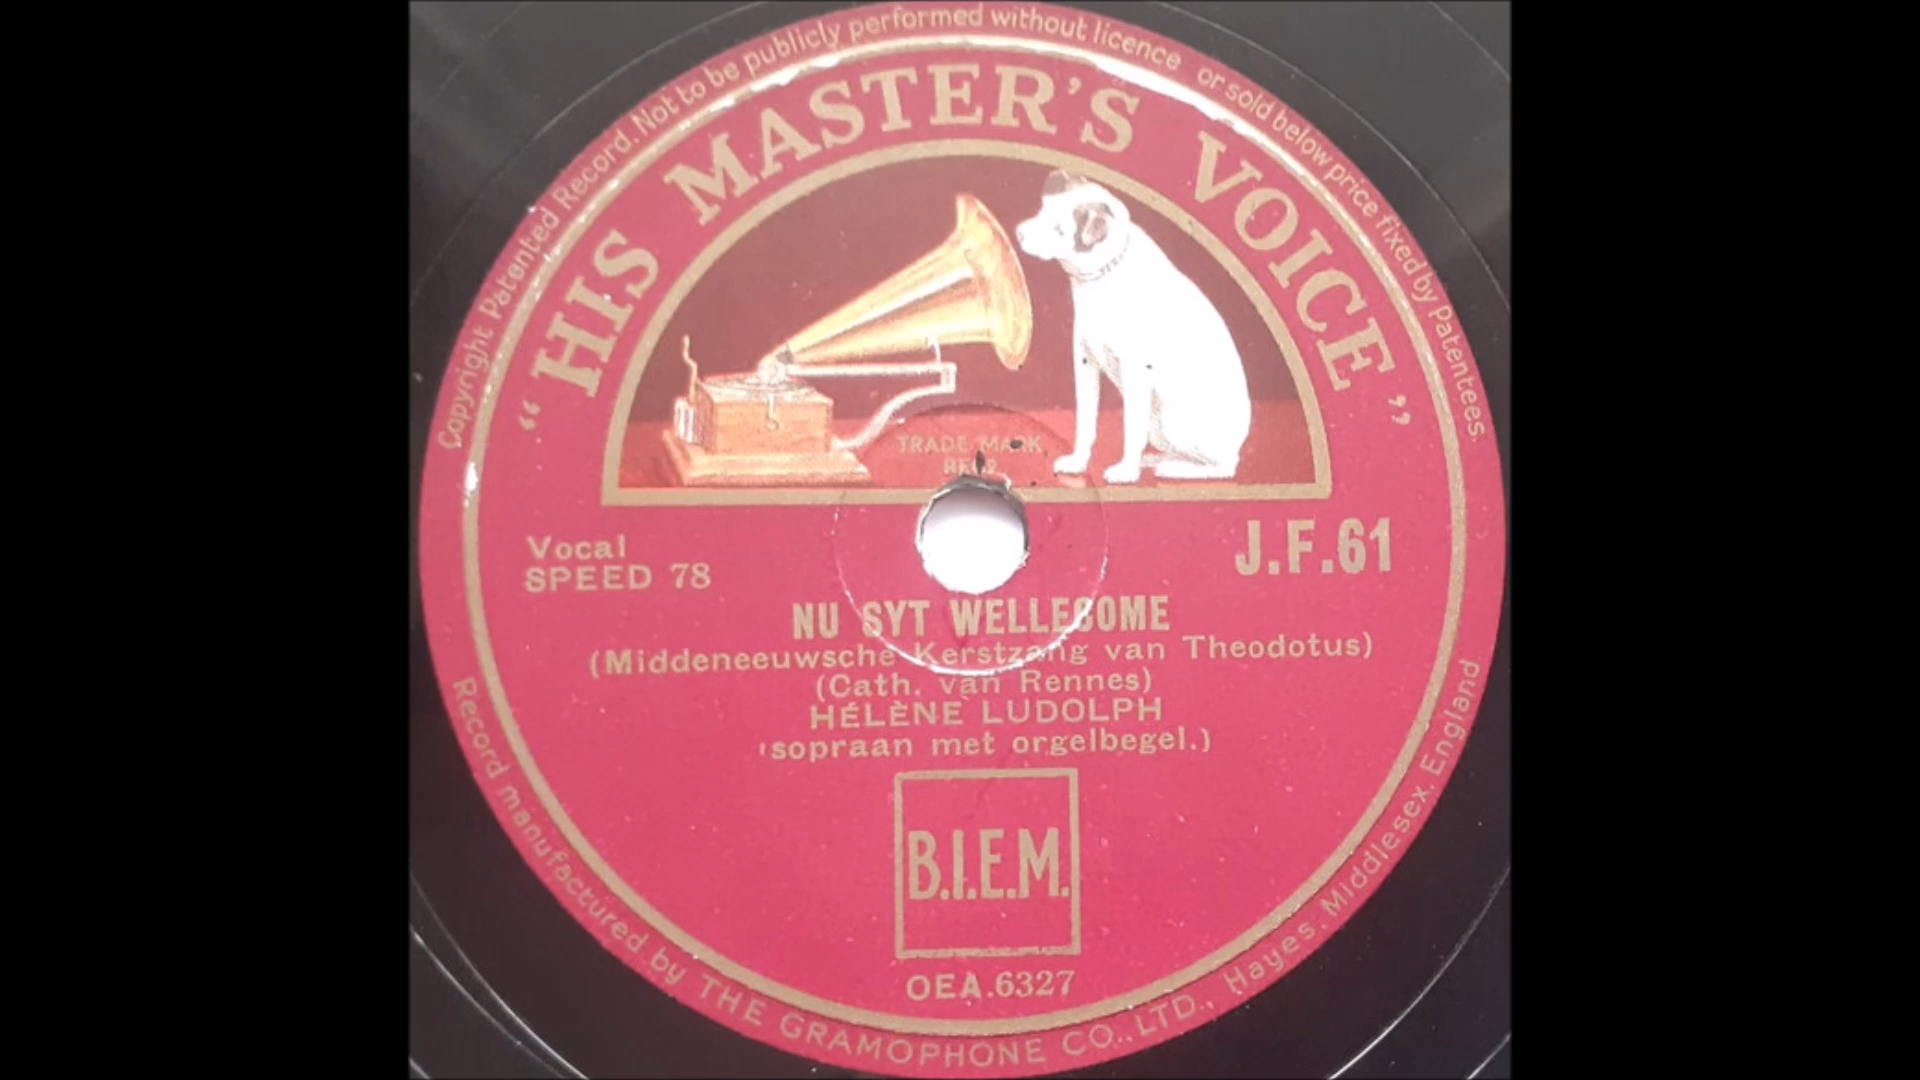 Copyright Patented Record. Not to be publicly performed without licence or sold below price fixed by Patentees.
“HIS MASTER'S VOICE”
TRADE MARK
Vocal
SPEED 78
J.F.61
NU SYT WELLECOME
(Middeneeuwsche Kerstzang van Theodotus)
(Cath. van Rennes)
HÉLÈNE LUDOLPH
(sopraan met orgelbegel.)
B.I.E.M.
OEA.6327
Record manufactured by THE GRAMOPHONE CO., LTD., Hayes, Middlesex, England